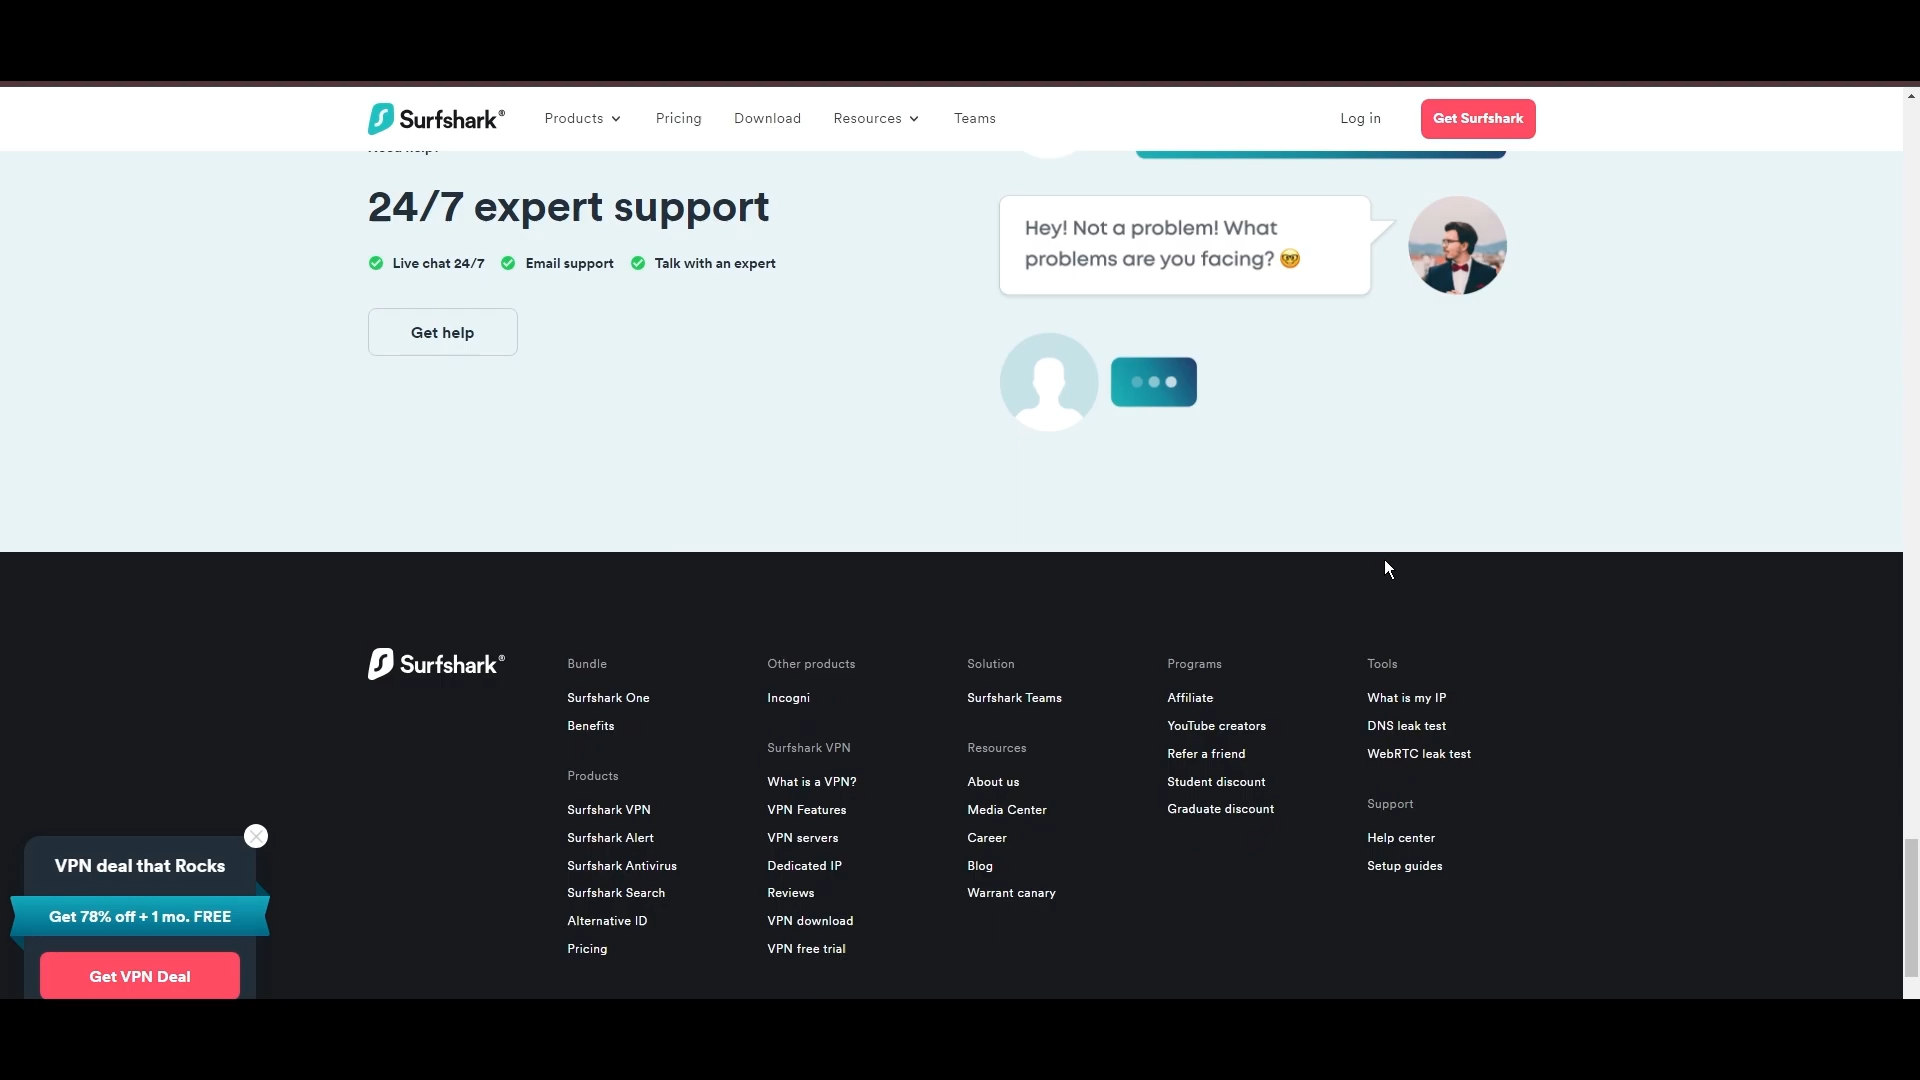 Surfshark®
Products
Pricing
Download
Resources
Teams
Log in
Get Surfshark
24/7 expert support
Live chat 24/7
Email support
Talk with an expert
Get help
Hey! Not a problem! What
problems are you facing? 🤓
Surfshark®
Bundle
Surfshark One
Benefits
Products
Surfshark VPN
Surfshark Alert
Surfshark Antivirus
Surfshark Search
Alternative ID
Pricing
Other products
Incogni
Surfshark VPN
What is a VPN?
VPN Features
VPN servers
Dedicated IP
Reviews
VPN download
VPN free trial
Solution
Surfshark Teams
Resources
About us
Media Center
Career
Blog
Warrant canary
Programs
Affiliate
YouTube creators
Refer a friend
Student discount
Graduate discount
Tools
What is my IP
DNS leak test
WebRTC leak test
Support
Help center
Setup guides
VPN deal that Rocks
Get 78% off + 1 mo. FREE
Get VPN Deal